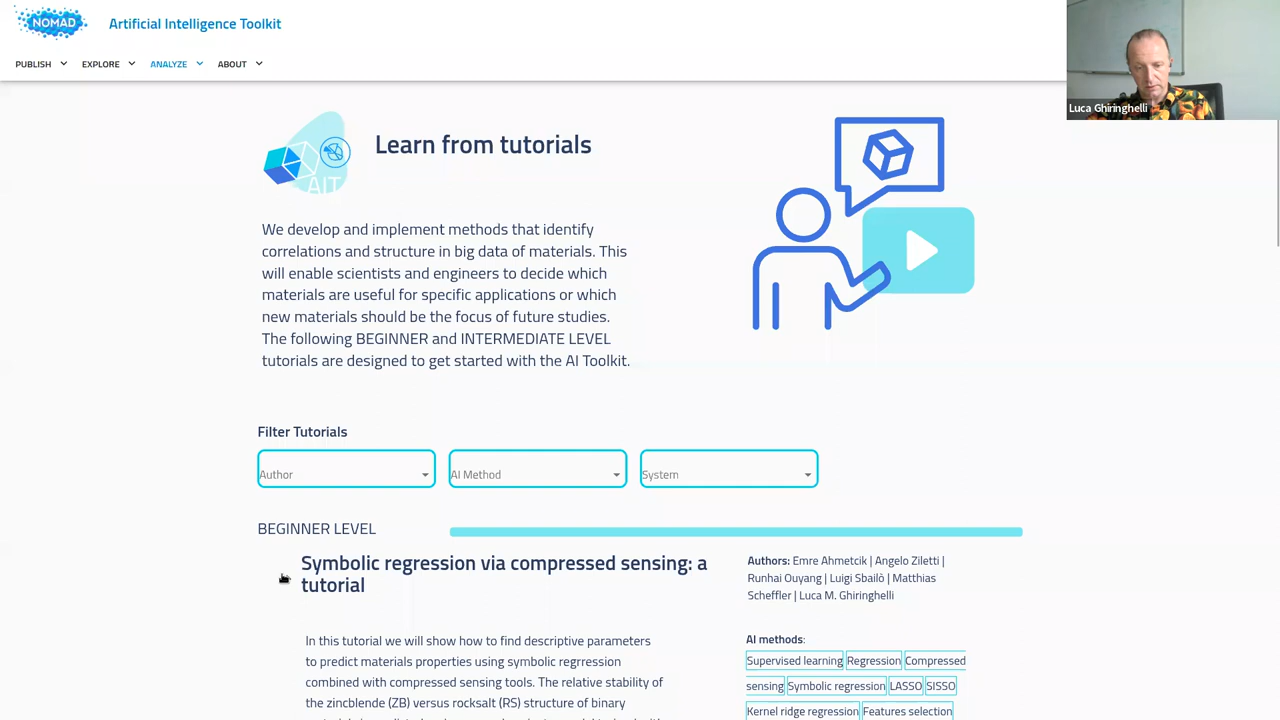 NOMAD
Artificial Intelligence Toolkit
PUBLISH
EXPLORE
ANALYZE
ABOUT
Luca Ghiringhelli
AIT
Learn from tutorials
We develop and implement methods that identify
correlations and structure in big data of materials. This
will enable scientists and engineers to decide which
materials are useful for specific applications or which
new materials should be the focus of future studies.
The following BEGINNER and INTERMEDIATE LEVEL
tutorials are designed to get started with the AI Toolkit.
Filter Tutorials
Author
AI Method
System
BEGINNER LEVEL
Symbolic regression via compressed sensing: a
tutorial
Authors: Emre Ahmetcik | Angelo Ziletti |
Runhai Ouyang | Luigi Sbailò | Matthias
Scheffler | Luca M. Ghiringhelli
In this tutorial we will show how to find descriptive parameters
to predict materials properties using symbolic regrression
combined with compressed sensing tools. The relative stability of
the zincblende (ZB) versus rocksalt (RS) structure of binary
AI methods:
Supervised learning Regression Compressed
sensing Symbolic regression LASSO SISSO
Kernel ridge regression Features selection